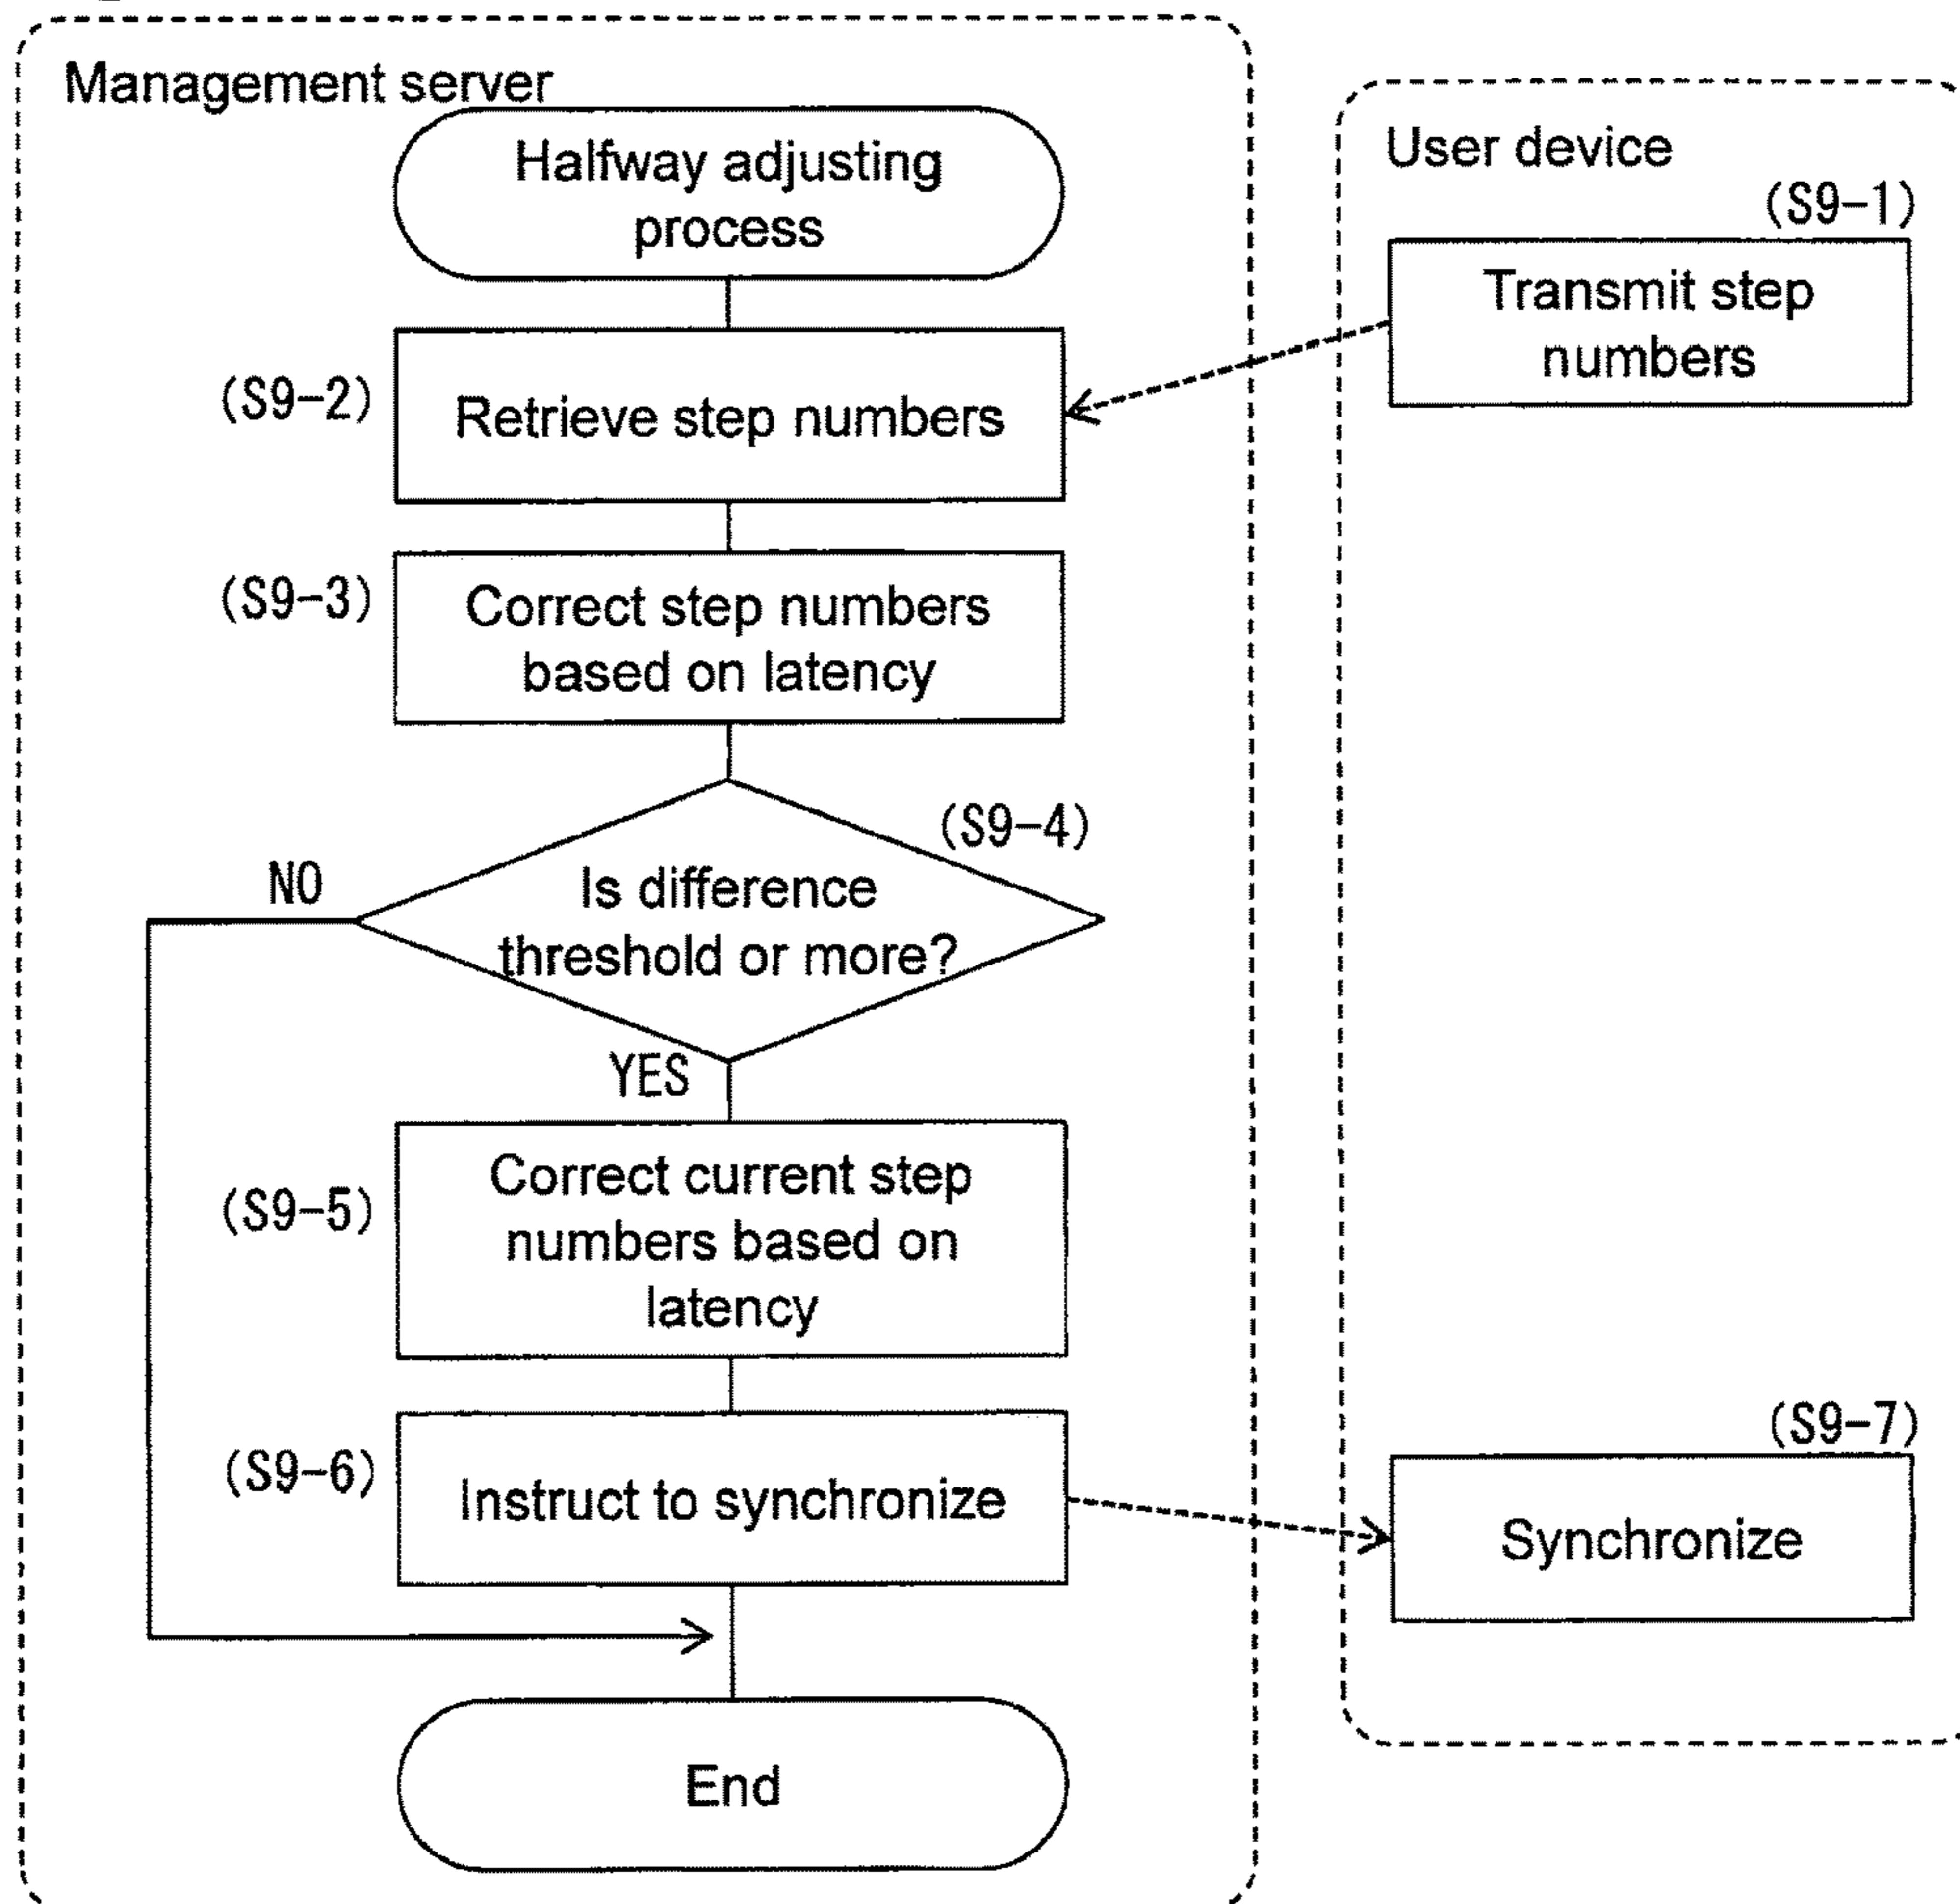 Management server
Halfway adjusting
process
User device
(S9-1)
Transmit step
numbers
(S9-2)
Retrieve step numbers
(S9-3)
Correct step numbers
based on latency
(S9-4)
NO
Is difference
threshold or more?
YES
(S9-5)
Correct current step
numbers based on
latency
(S9-6)
Instruct to synchronize
(S9-7)
Synchronize
End